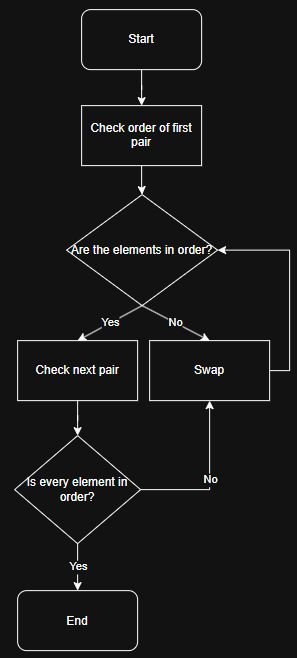 Start
Check order of first
pair
Are the elements in order?
Yes
No
Check next pair
Swap
Is every element in
order?
No
Yes
End